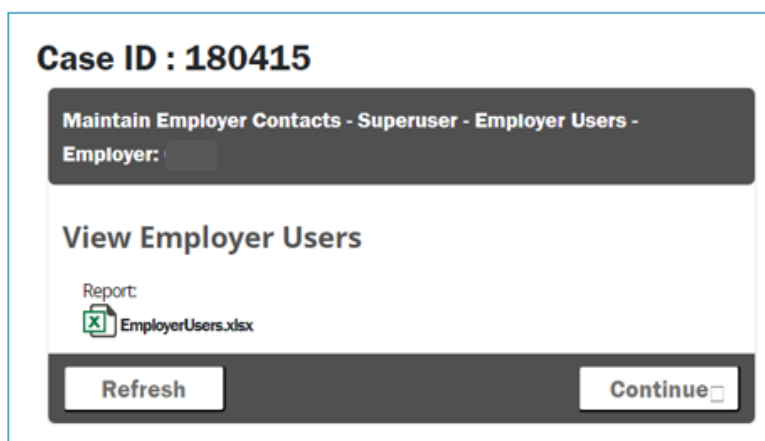 Case ID : 180415
Maintain Employer Contacts - Superuser - Employer Users -
Employer:
View Employer Users
Report:
EmployerUsers.xlsx
Refresh
Continue